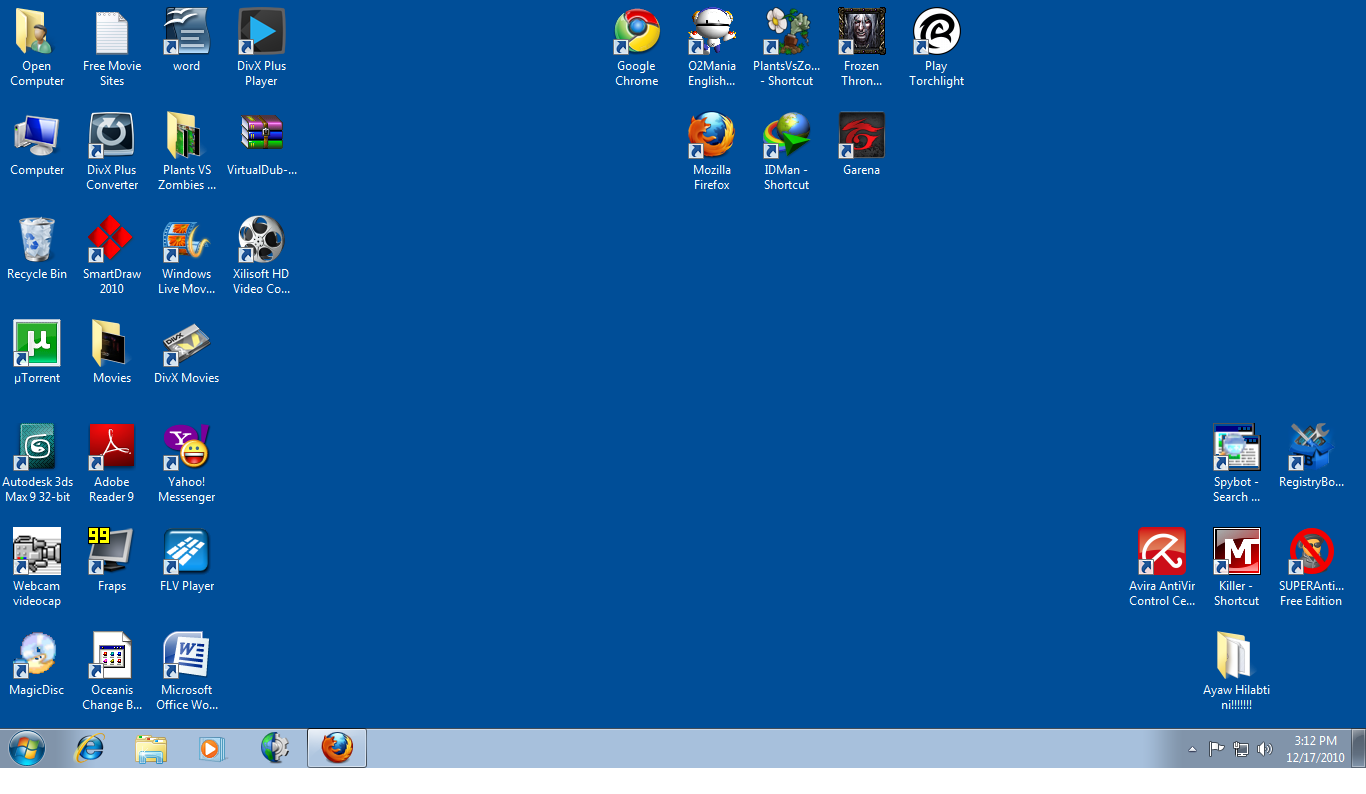 Open
Computer
Free Movie
Sites
word
DivX Plus
Player
Google
Chrome
O2Mania
English...
PlantsVsZo...
- Shortcut
Frozen
Thron...
Play
Torchlight
Computer
DivX Plus
Converter
Plants VS
Zombies ...
VirtualDub-...
Mozilla
Firefox
IDMan -
Shortcut
Garena
Recycle Bin
SmartDraw
2010
Windows
Live Mov...
Xilisoft HD
Video Co...
µ
µTorrent
Movies
DIVX
DivX Movies
Autodesk 3ds
Max 9 32-bit
Adobe
Reader 9
Y!
Yahoo!
Messenger
Spybot -
Search ...
RegistryBo...
Webcam
videocap
99
Fraps
FLV Player
Avira AntiVir
Control Ce...
M
Killer -
Shortcut
SUPERAnti...
Free Edition
MagicDisc
Oceanis
Change B...
W
Microsoft
Office Wo...
Ayaw Hilabti
ni!!!!!!!
3:12 PM
12/17/2010